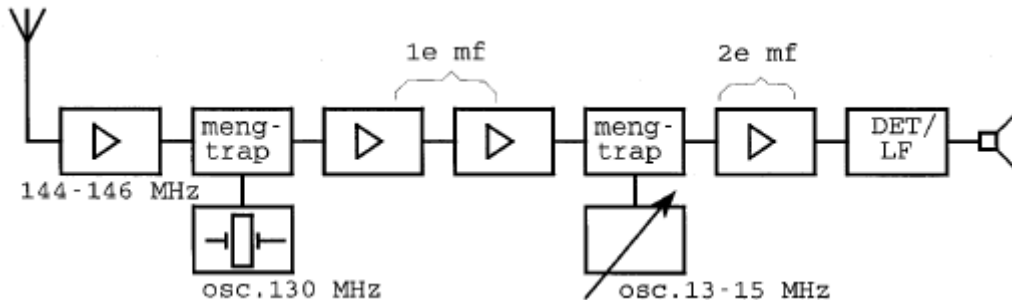 1e mf
2e mf
meng-
trap
meng-
trap
DET/
LF
144-146 MHz
osc.130 MHz
osc.13-15 MHz